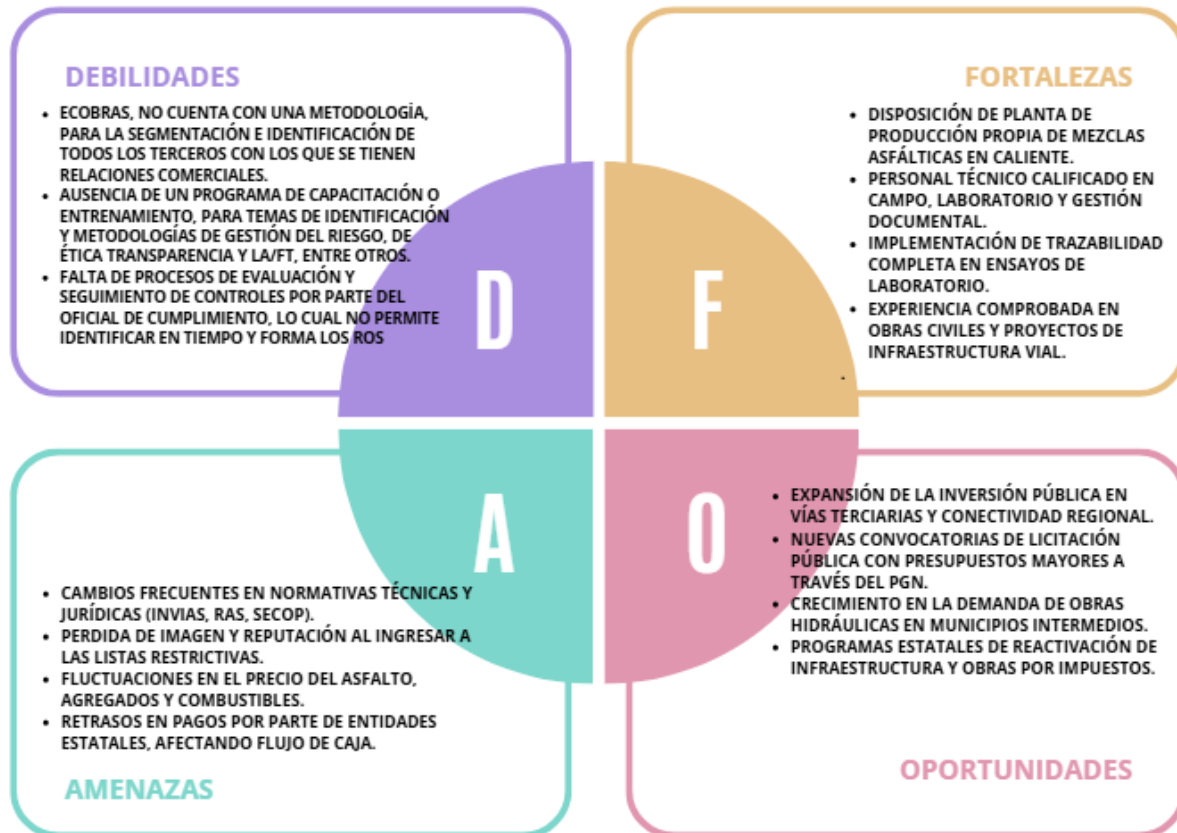 DEBILIDADES
• ECOBRAS, NO CUENTA CON UNA METODOLOGÍA,
PARA LA SEGMENTACIÓN E IDENTIFICACIÓN DE
TODOS LOS TERCEROS CON LOS QUE SE TIENEN
RELACIONES COMERCIALES.
• AUSENCIA DE UN PROGRAMA DE CAPACITACIÓN O
ENTRENAMIENTO, PARA TEMAS DE IDENTIFICACIÓN
Y METODOLOGÍAS DE GESTIÓN DEL RIESGO, DE
ÉTICA TRANSPARENCIA Y LA/FT, ENTRE OTROS.
• FALTA DE PROCESOS DE EVALUACIÓN Y
SEGUIMIENTO DE CONTROLES POR PARTE DEL
OFICIAL DE CUMPLIMIENTO, LO CUAL NO PERMITE
IDENTIFICAR EN TIEMPO Y FORMA LOS ROS
D
FORTALEZAS
• DISPOSICIÓN DE PLANTA DE
PRODUCCIÓN PROPIA DE MEZCLAS
ASFÁLTICAS EN CALIENTE.
• PERSONAL TÉCNICO CALIFICADO EN
CAMPO, LABORATORIO Y GESTIÓN
DOCUMENTAL.
• IMPLEMENTACIÓN DE TRAZABILIDAD
COMPLETA EN ENSAYOS DE
LABORATORIO.
• EXPERIENCIA COMPROBADA EN
OBRAS CIVILES Y PROYECTOS DE
INFRAESTRUCTURA VIAL.
.
F
A
• CAMBIOS FRECUENTES EN NORMATIVAS TÉCNICAS Y
JURÍDICAS (INVIAS, RAS, SECOP).
• PERDIDA DE IMAGEN Y REPUTACIÓN AL INGRESAR A
LAS LISTAS RESTRICTIVAS.
• FLUCTUACIONES EN EL PRECIO DEL ASFALTO,
AGREGADOS Y COMBUSTIBLES.
• RETRASOS EN PAGOS POR PARTE DE ENTIDADES
ESTATALES, AFECTANDO FLUJO DE CAJA.
AMENAZAS
O
• EXPANSIÓN DE LA INVERSIÓN PÚBLICA EN
VÍAS TERCIARIAS Y CONECTIVIDAD REGIONAL.
• NUEVAS CONVOCATORIAS DE LICITACIÓN
PÚBLICA CON PRESUPUESTOS MAYORES A
TRAVÉS DEL PGN.
• CRECIMIENTO EN LA DEMANDA DE OBRAS
HIDRÁULICAS EN MUNICIPIOS INTERMEDIOS.
• PROGRAMAS ESTATALES DE REACTIVACIÓN DE
INFRAESTRUCTURA Y OBRAS POR IMPUESTOS.
OPORTUNIDADES